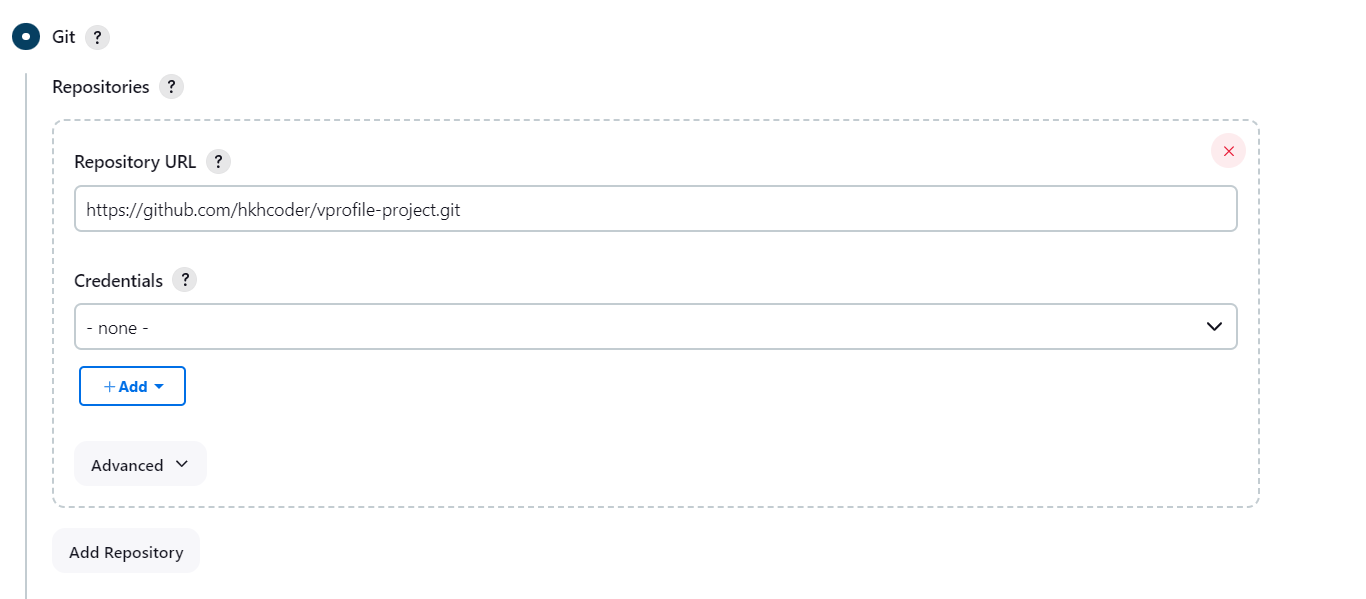 Git ?
Repositories ?
Repository URL ?
https://github.com/hkhcoder/vprofile-project.git
Credentials ?
- none -
+ Add
Advanced
Add Repository